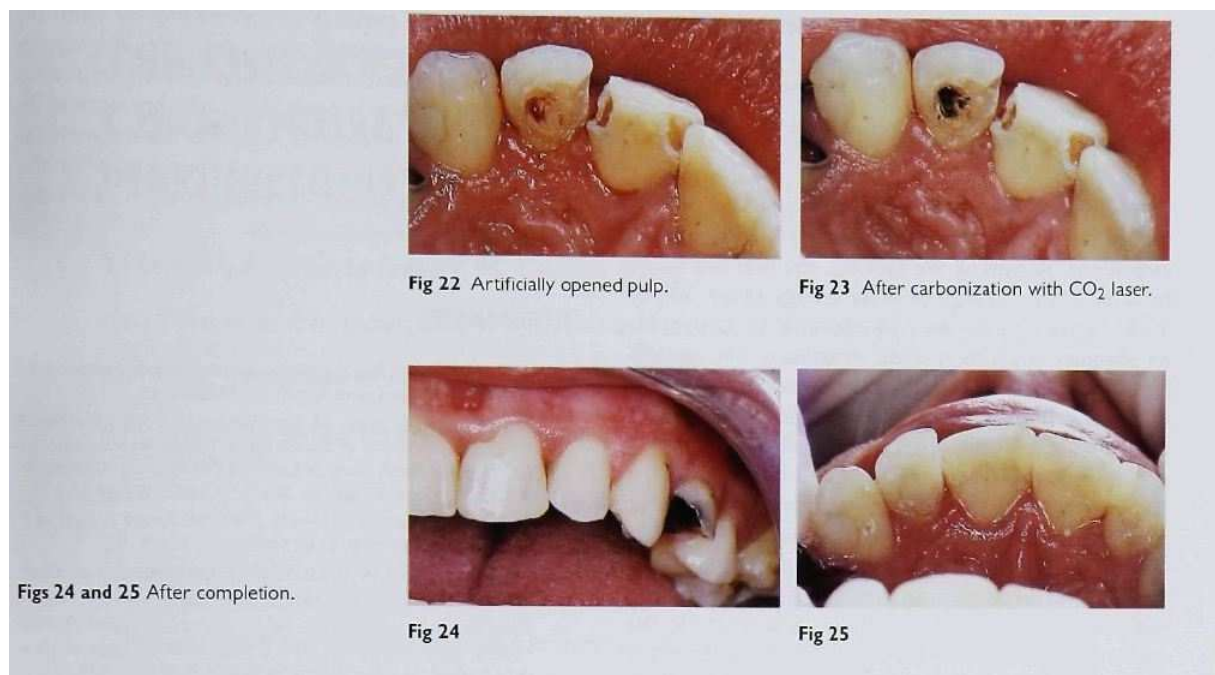 Fig 22 Artificially opened pulp.
Fig 23 After carbonization with CO₂ laser.
Figs 24 and 25 After completion.
Fig 24
Fig 25